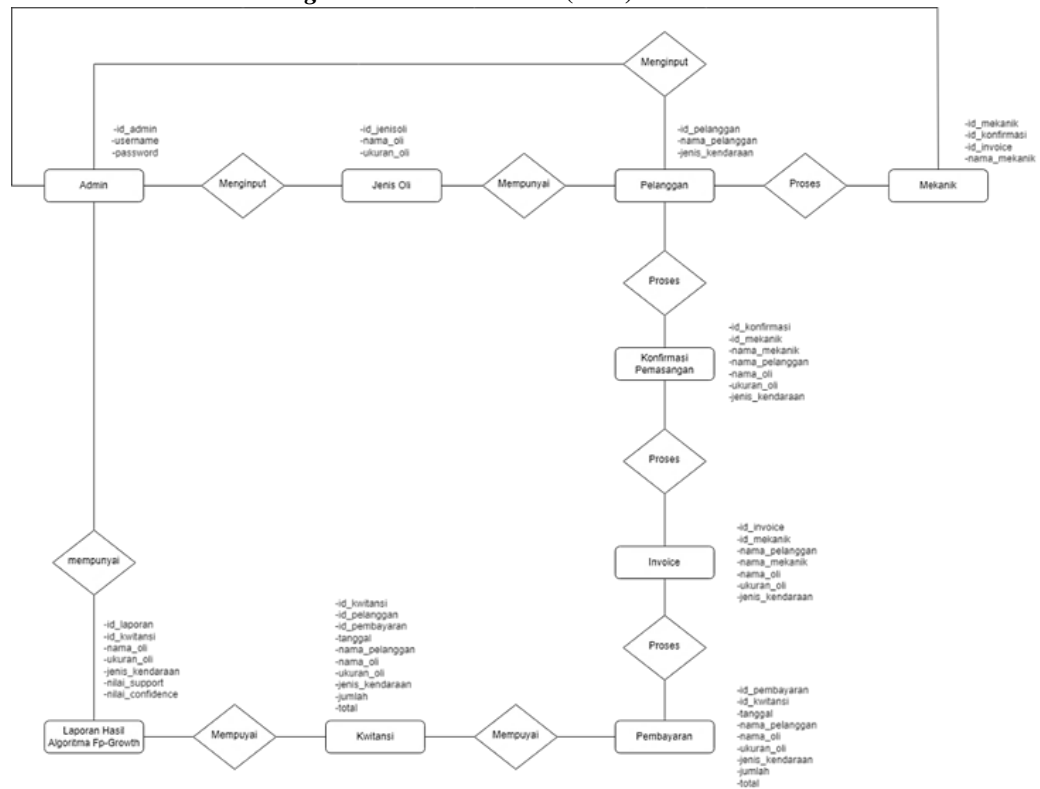 Menginput
-id_admin
-username
-password
-id_jenisoli
-nama_oli
-ukuran_oli
-id_pelanggan
-nama_pelanggan
-jenis_kendaraan
-id_mekanik
-id_konfirmasi
-id_invoice
-nama_mekanik
Admin
Menginput
Jenis Oli
Mempunyai
Pelanggan
Proses
Mekanik
Proses
Konfirmasi
Pemasangan
-id_konfirmasi
-id_mekanik
-nama_mekanik
-nama_pelanggan
-nama_oli
-ukuran_oli
-jenis_kendaraan
Proses
mempunyai
Invoice
-id_invoice
-id_mekanik
-nama_pelanggan
-nama_mekanik
-nama_oli
-ukuran_oli
-jenis_kendaraan
-id_laporan
-id_kwitansi
-nama_oli
-ukuran_oli
-jenis_kendaraan
-nilai_support
-nilai_confidence
-id_kwitansi
-id_pelanggan
-id_pembayaran
-tanggal
-nama_pelanggan
-nama_oli
-ukuran_oli
-jenis_kendaraan
-jumlah
-total
Proses
Laporan Hasil
Algoritma Fp-Growth
Mempuyai
Kwitansi
Mempuyai
Pembayaran
-id_pembayaran
-id_kwitansi
-tanggal
-nama_pelanggan
-nama_oli
-ukuran_oli
-jenis_kendaraan
-jumlah
-total